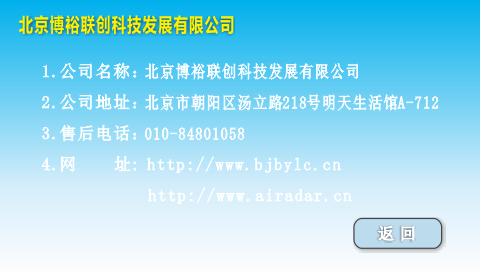 北京博裕联创科技发展有限公司
1.公司名称：北京博裕联创科技发展有限公司
2.公司地址：北京市朝阳区汤立路218号明天生活馆A-712
3.售后电话：010-84801058
4.网　　址：http://www.bjbylc.cn
http://www.airadar.cn
返 回